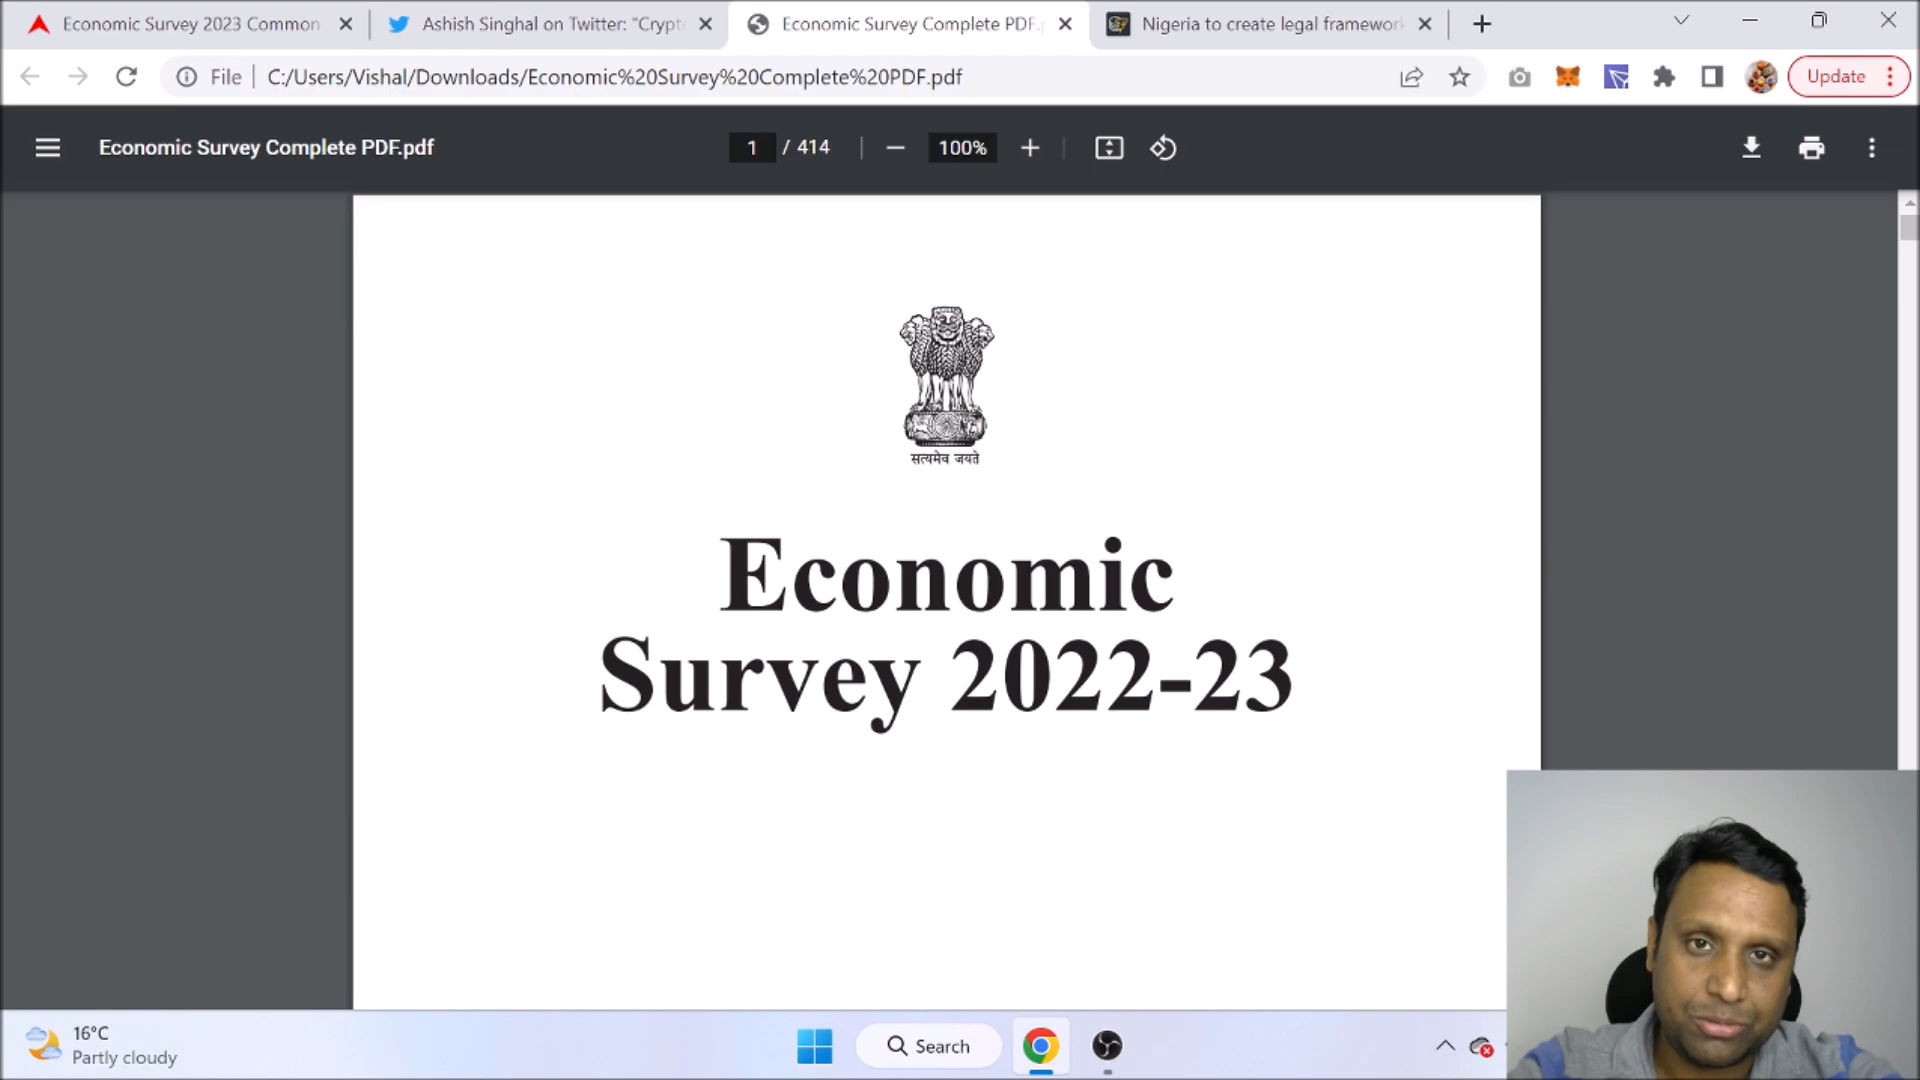 Economic Survey 2023 Common
Ashish Singhal on Twitter: "Crypt
Economic Survey Complete PDF.
Nigeria to create legal framework
File
C:/Users/Vishal/Downloads/Economic%20Survey%20Complete%20PDF.pdf
Update
Economic Survey Complete PDF.pdf
1 / 414
100%
सत्यमेव जयते
Economic
Survey 2022-23
16°C
Partly cloudy
Search